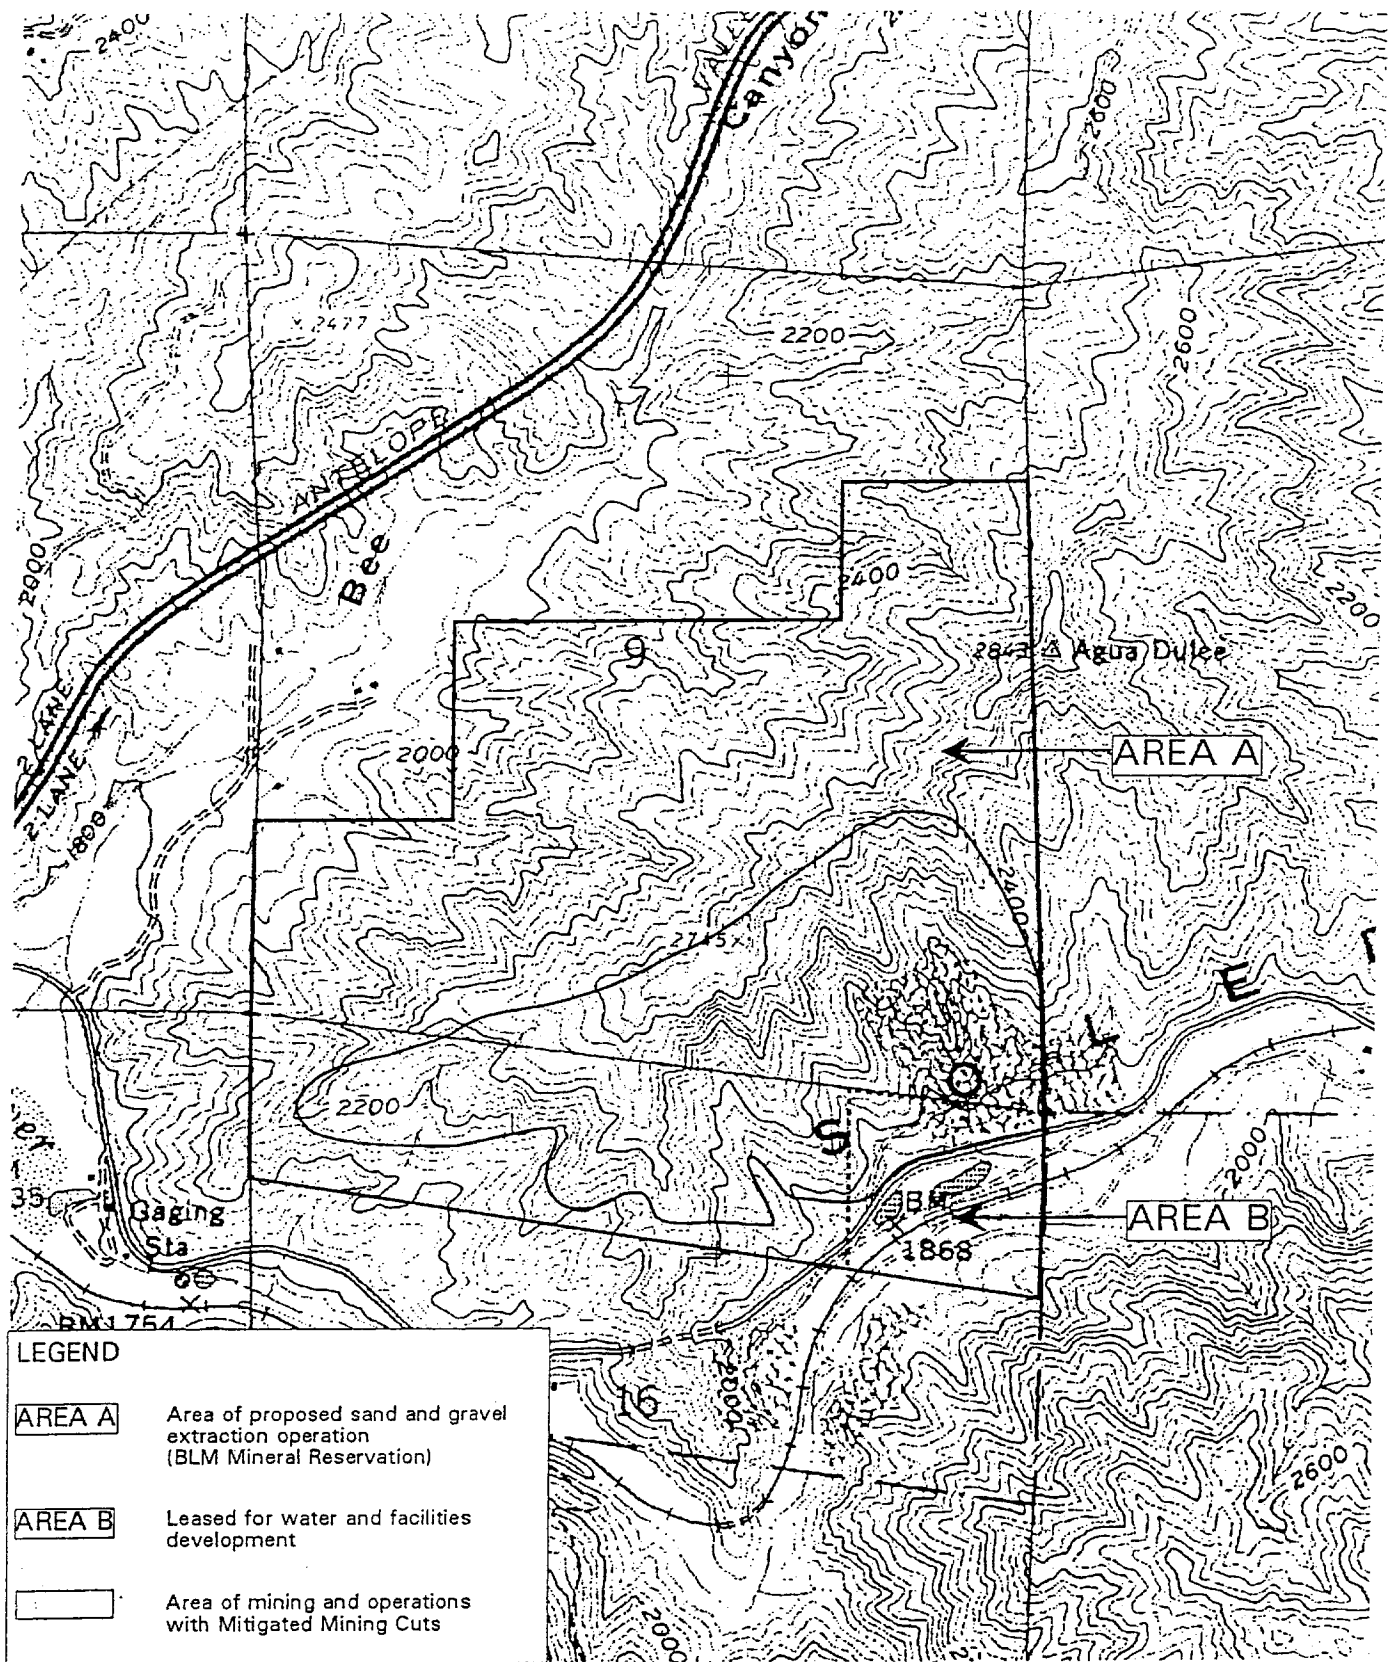 2400
Canyon
2600
2477
2200
2600
ANTELOPE
Bee
2000
2400
2200
9
2843 Agua Dulce
2 LANE
2 LANE
2000
AREA A
1800
2400
2745
E
L
2200
S
2000
BM
AREA B
Gaging
Sta
1868
BM 1754
LEGEND
16
2000
AREA A
Area of proposed sand and gravel
extraction operation
(BLM Mineral Reservation)
2600
AREA B
Leased for water and facilities
development
Area of mining and operations
with Mitigated Mining Cuts
2000